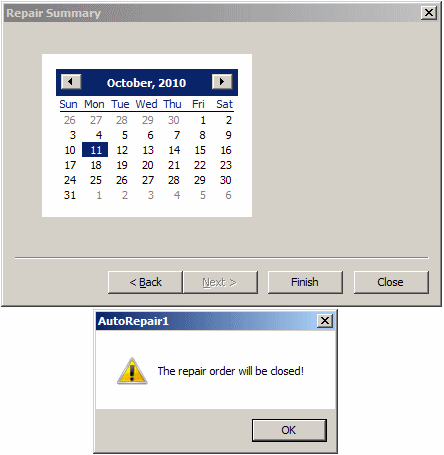 Repair Summary
October, 2010
Sun Mon Tue Wed Thu Fri Sat
26 27 28 29 30 1 2
3 4 5 6 7 8 9
10 11 12 13 14 15 16
17 18 19 20 21 22 23
24 25 26 27 28 29 30
31 1 2 3 4 5 6
< Back Next > Finish Close
AutoRepair1
The repair order will be closed!
OK